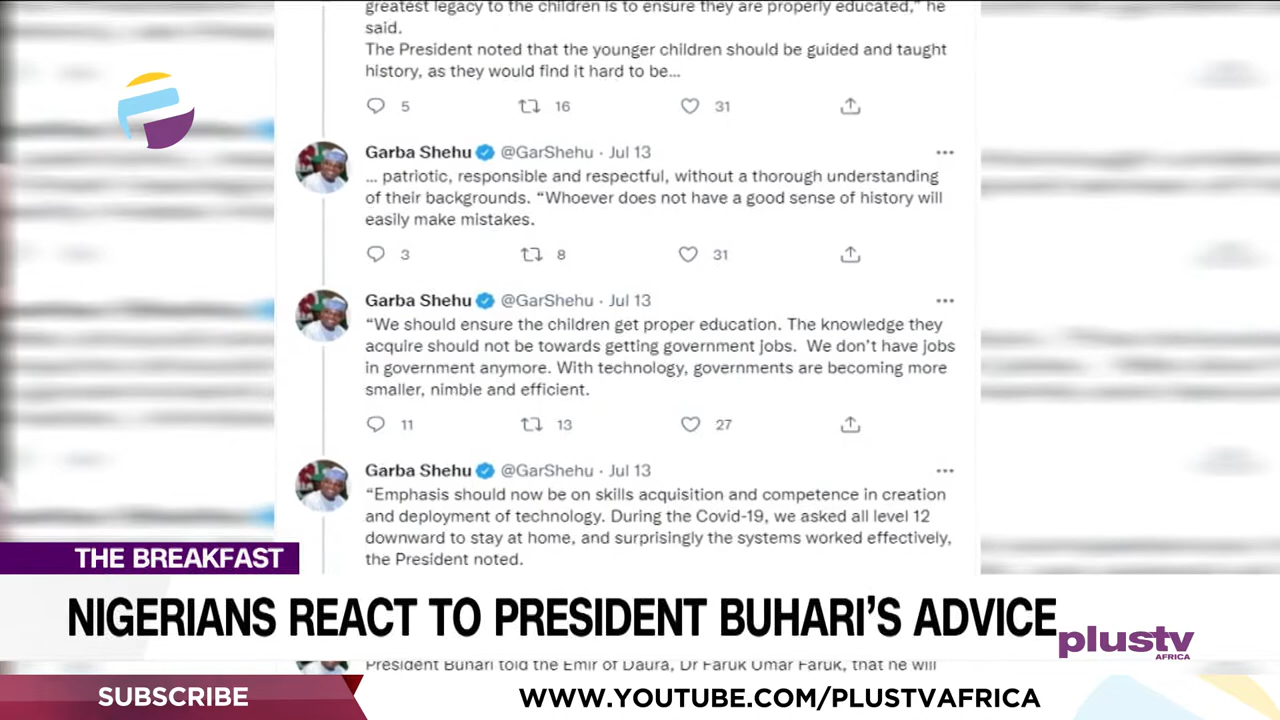 greatest legacy to the children is to ensure they are properly educated," he
said.
The President noted that the younger children should be guided and taught
history, as they would find it hard to be...
5 16 31
Garba Shehu @GarShehu · Jul 13
... patriotic, responsible and respectful, without a thorough understanding
of their backgrounds. “Whoever does not have a good sense of history will
easily make mistakes.
3 8 31
Garba Shehu @GarShehu · Jul 13
“We should ensure the children get proper education. The knowledge they
acquire should not be towards getting government jobs.  We don’t have jobs
in government anymore. With technology, governments are becoming more
smaller, nimble and efficient.
11 13 27
Garba Shehu @GarShehu · Jul 13
“Emphasis should now be on skills acquisition and competence in creation
and deployment of technology. During the Covid-19, we asked all level 12
downward to stay at home, and surprisingly the systems worked effectively,
the President noted.
THE BREAKFAST
NIGERIANS REACT TO PRESIDENT BUHARI’S ADVICE
plustv
AFRICA
President Buhari told the Emir of Daura, Dr Faruk Umar Faruk, that he will
SUBSCRIBE
WWW.YOUTUBE.COM/PLUSTVAFRICA